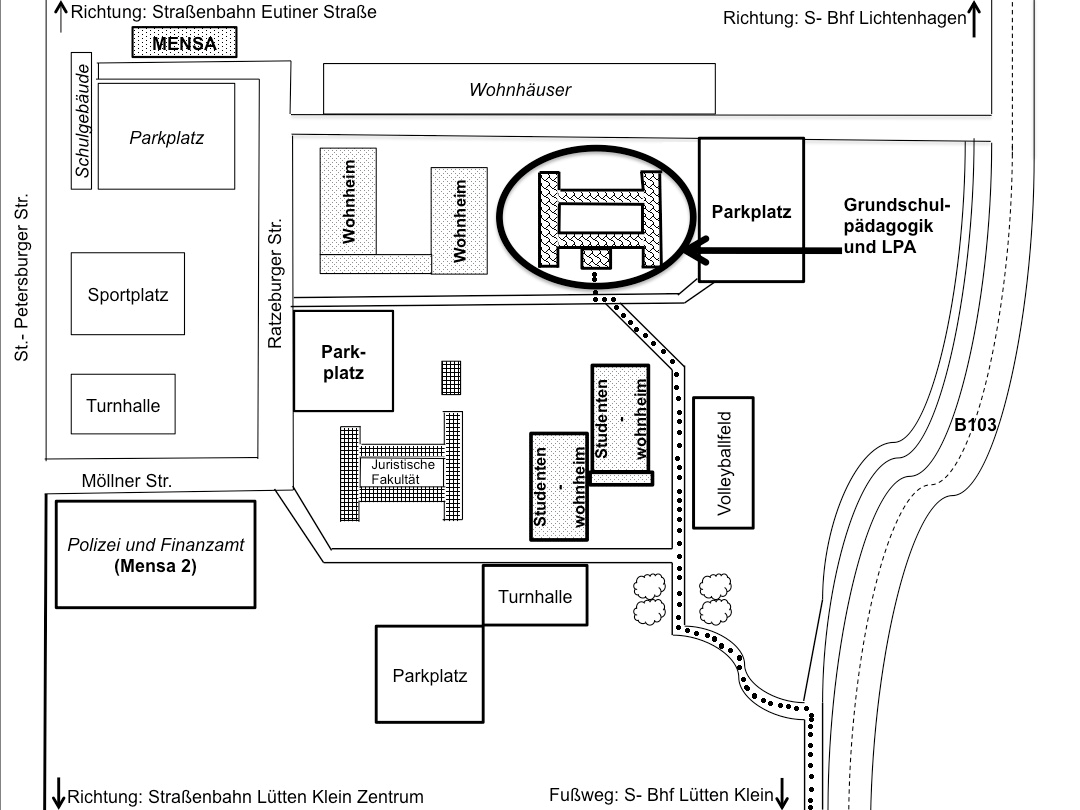 Richtung: Straßenbahn Eutiner Straße
Richtung: S- Bhf Lichtenhagen
MENSA
Schulgebäude
Parkplatz
Wohnhäuser
Wohnheim
Wohnheim
Parkplatz
Grundschul-
pädagogik
und LPA
St.- Petersburger Str.
Ratzeburger Str.
Sportplatz
Park-
platz
Turnhalle
Studenten
-
wohnheim
Studenten
-
wohnheim
Volleyballfeld
B103
Juristische
Fakultät
Möllner Str.
Polizei und Finanzamt
(Mensa 2)
Turnhalle
Parkplatz
Richtung: Straßenbahn Lütten Klein Zentrum
Fußweg: S- Bhf Lütten Klein